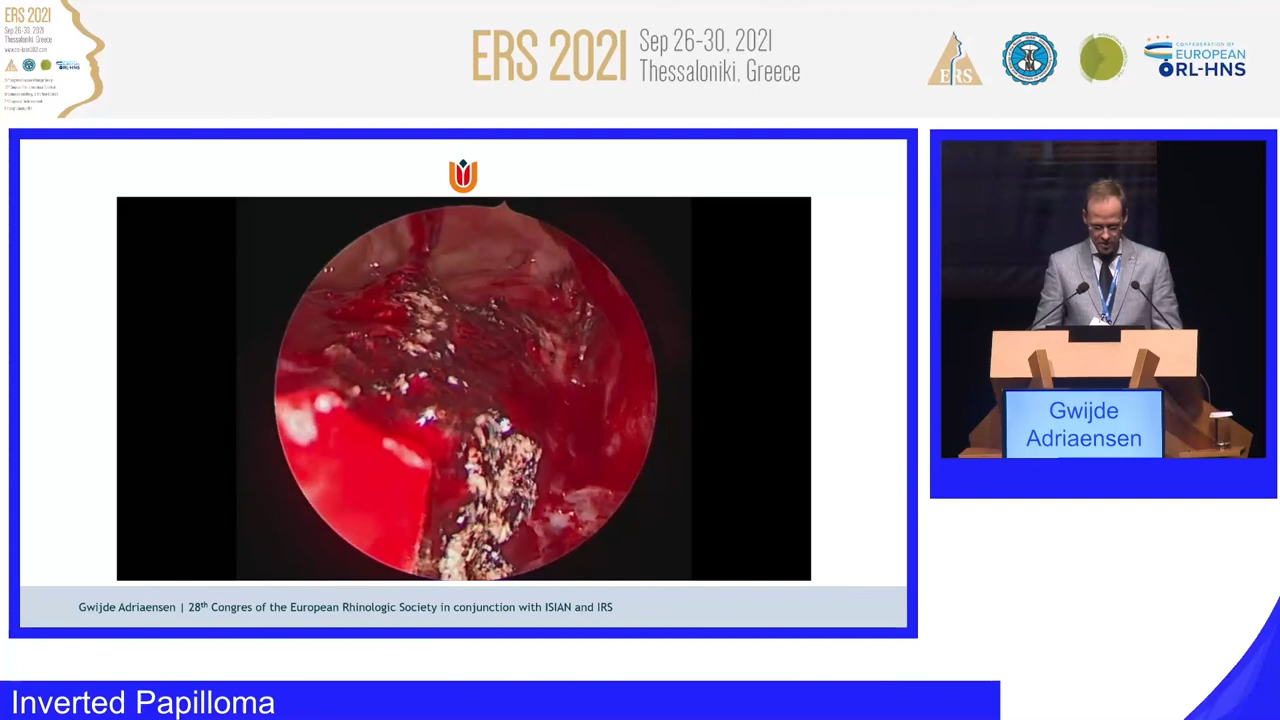 ERS 2021
Sep 26-30, 2021
Thessaloniki, Greece
ERS 2021
Sep 26-30, 2021
Thessaloniki, Greece
ERS
CONFEDERATION OF
EUROPEAN
ORL-HNS
Gwijde
Adriaensen
Gwijde Adriaensen | 28th Congres of the European Rhinologic Society in conjunction with ISIAN and IRS
Inverted Papilloma